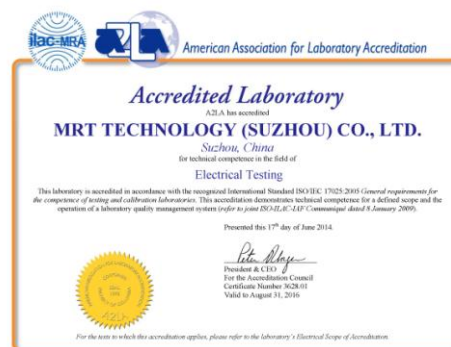 ilac-MRA
A2LA
American Association for Laboratory Accreditation
Accredited Laboratory
A2LA has accredited
MRT TECHNOLOGY (SUZHOU) CO., LTD.
Suzhou, China
for technical competence in the field of
Electrical Testing
This laboratory is accredited in accordance with the recognized International Standard ISO/IEC 17025:2005 General requirements for
the competence of testing and calibration laboratories. This accreditation demonstrates technical competence for a defined scope and the
operation of a laboratory quality management system (refer to joint ISO-ILAC-IAF Communiqué dated 8 January 2009).
Presented this 17th day of June 2014.
President & CEO
For the Accreditation Council
Certificate Number 3628.01
Valid to August 31, 2016
A2LA
For the tests to which this accreditation applies, please refer to the laboratory's Electrical Scope of Accreditation.